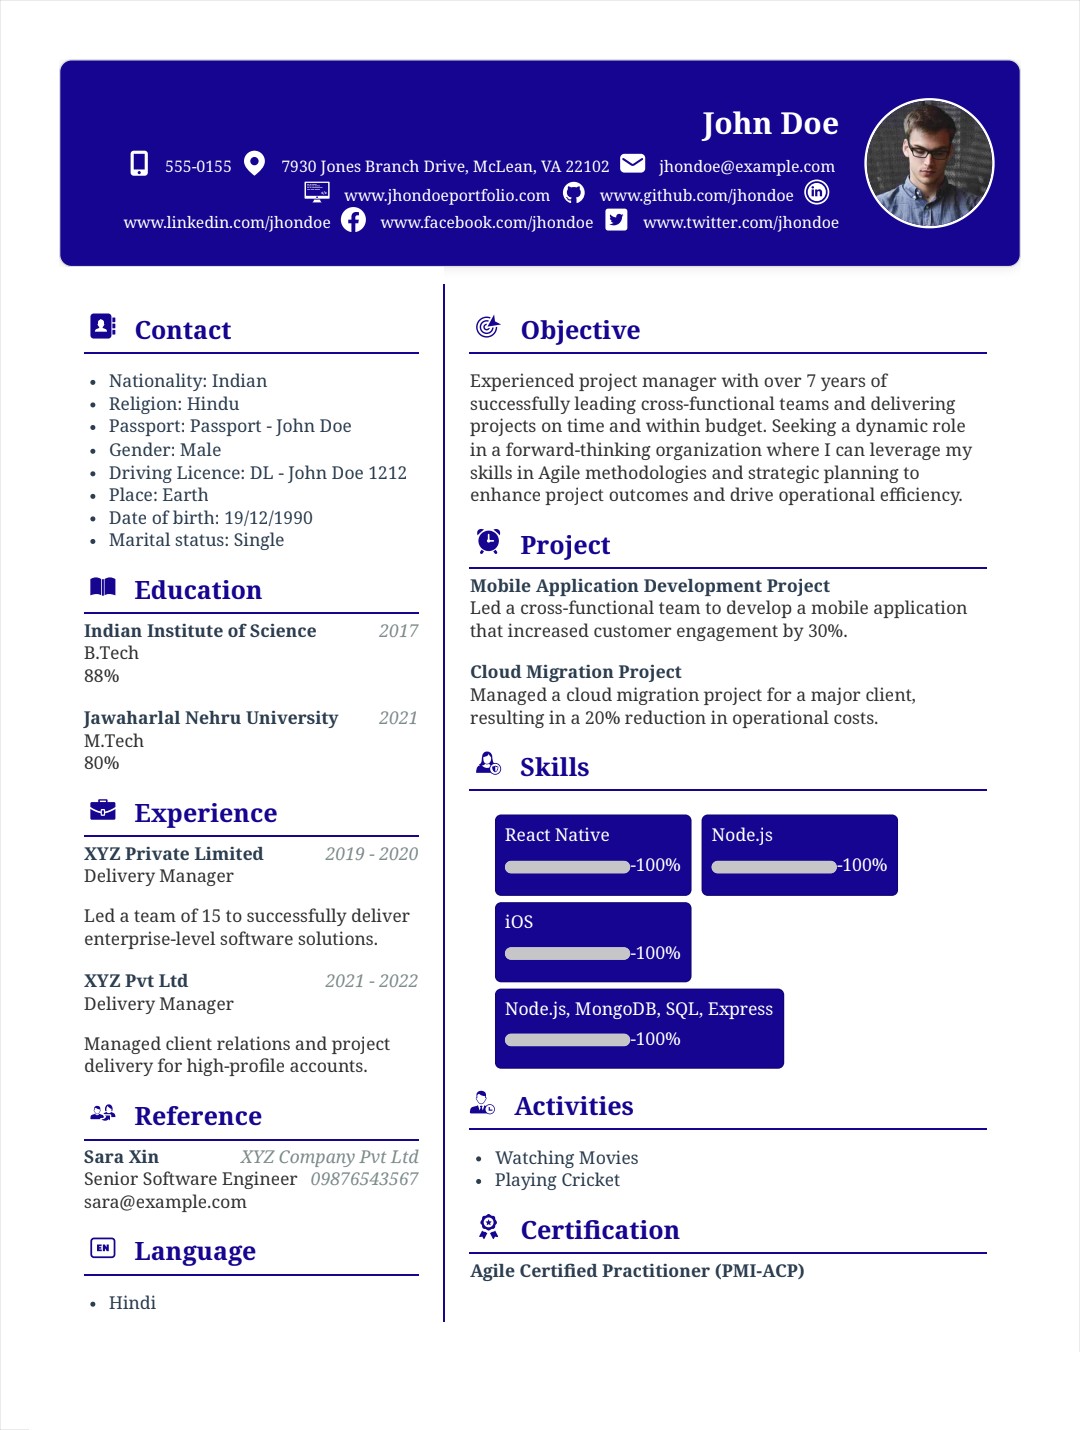 John Doe
555-0155 7930 Jones Branch Drive, McLean, VA 22102 jhondoe@example.com
www.jhondoeportfolio.com www.github.com/jhondoe
www.linkedin.com/jhondoe www.facebook.com/jhondoe www.twitter.com/jhondoe
Contact
• Nationality: Indian
• Religion: Hindu
• Passport: Passport - John Doe
• Gender: Male
• Driving Licence: DL - John Doe 1212
• Place: Earth
• Date of birth: 19/12/1990
• Marital status: Single
Education
Indian Institute of Science 2017
B.Tech
88%
Jawaharlal Nehru University 2021
M.Tech
80%
Experience
XYZ Private Limited 2019 - 2020
Delivery Manager
Led a team of 15 to successfully deliver
enterprise-level software solutions.
XYZ Pvt Ltd 2021 - 2022
Delivery Manager
Managed client relations and project
delivery for high-profile accounts.
Reference
Sara Xin XYZ Company Pvt Ltd
Senior Software Engineer 09876543567
sara@example.com
EN Language
• Hindi
Objective
Experienced project manager with over 7 years of
successfully leading cross-functional teams and delivering
projects on time and within budget. Seeking a dynamic role
in a forward-thinking organization where I can leverage my
skills in Agile methodologies and strategic planning to
enhance project outcomes and drive operational efficiency.
Project
Mobile Application Development Project
Led a cross-functional team to develop a mobile application
that increased customer engagement by 30%.
Cloud Migration Project
Managed a cloud migration project for a major client,
resulting in a 20% reduction in operational costs.
Skills
React Native
-100%
Node.js
-100%
iOS
-100%
Node.js, MongoDB, SQL, Express
-100%
Activities
• Watching Movies
• Playing Cricket
Certification
Agile Certified Practitioner (PMI-ACP)